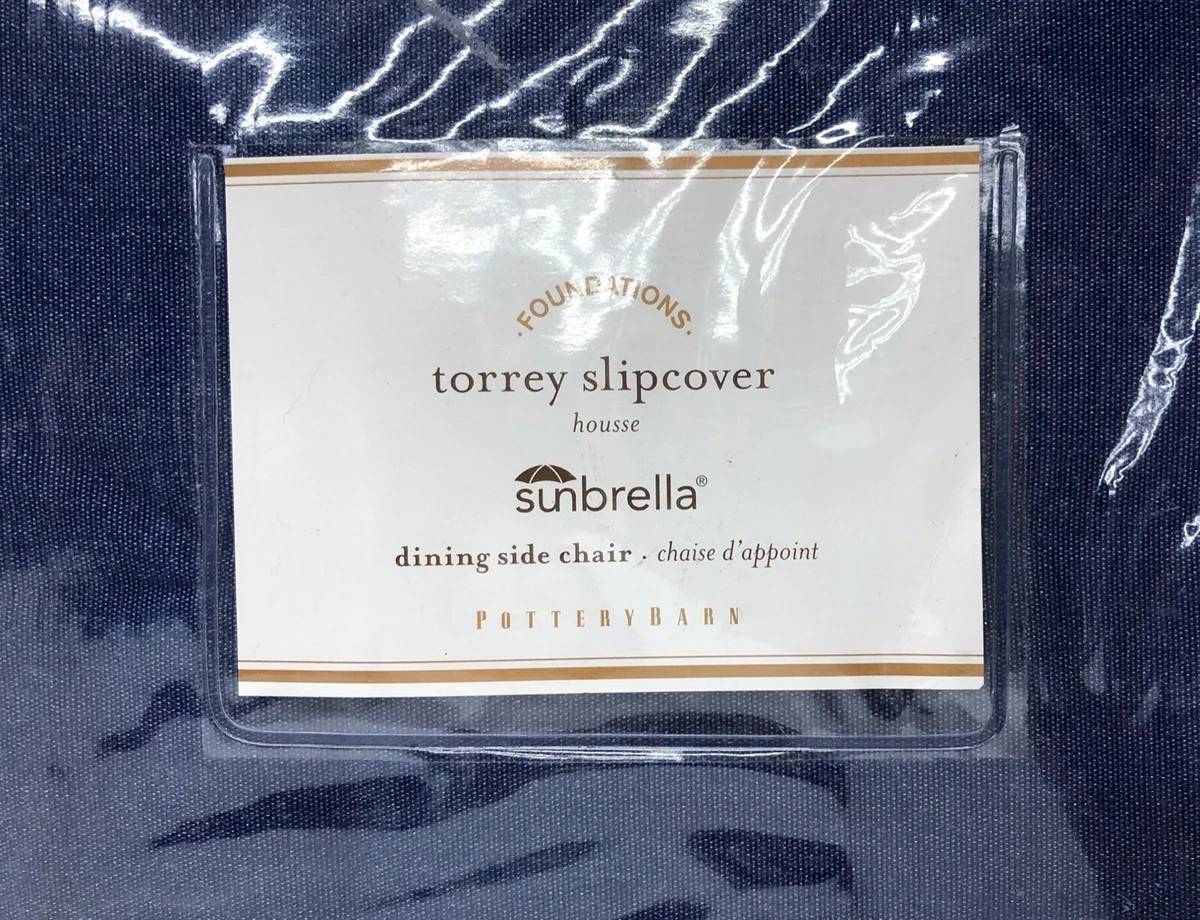 ·FOUNDATIONS·
torrey slipcover
housse
sunbrella®
dining side chair · chaise d'appoint
POTTERYBARN